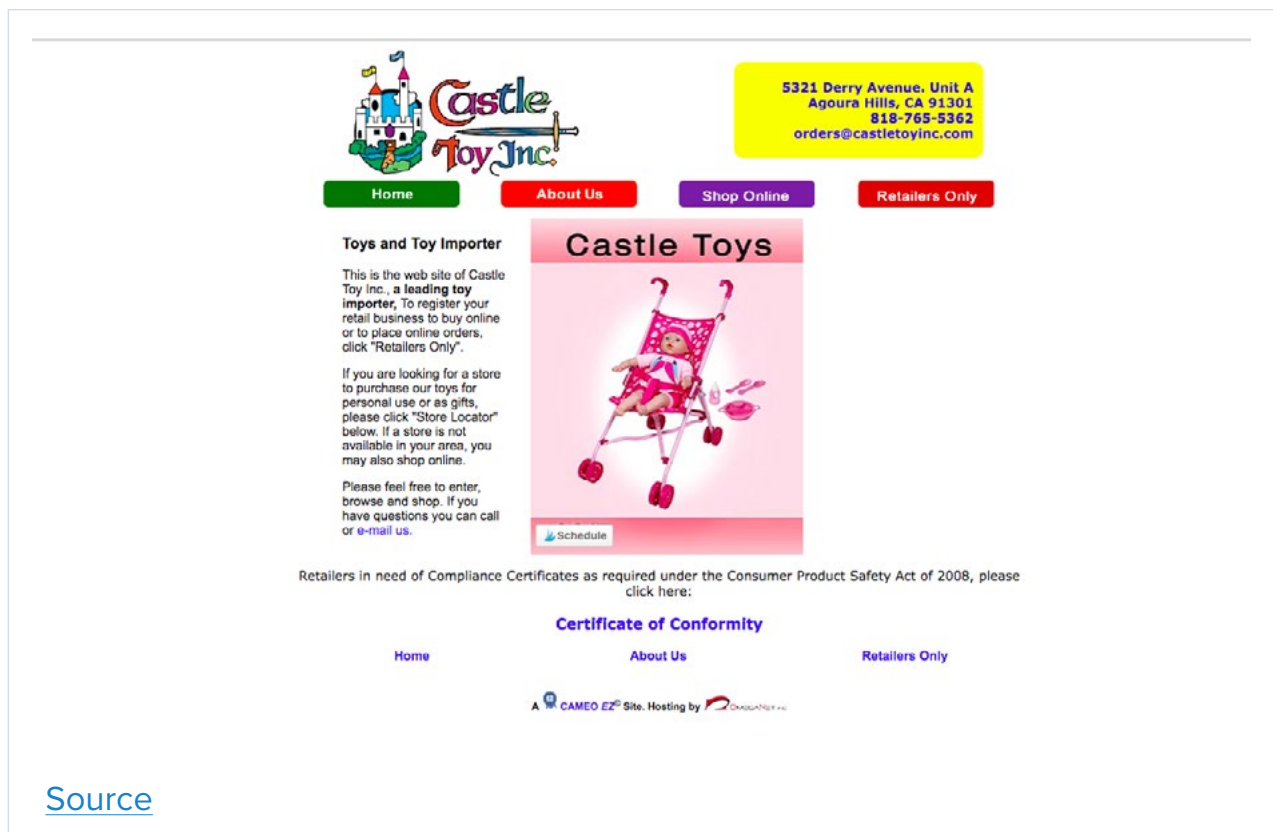 Castle
Toy Inc.
5321 Derry Avenue. Unit A
Agoura Hills, CA 91301
818-765-5362
orders@castletoyinc.com
Home
About Us
Shop Online
Retailers Only
Toys and Toy Importer
This is the web site of Castle
Toy Inc., a leading toy
importer, To register your
retail business to buy online
or to place online orders,
click "Retailers Only".
If you are looking for a store
to purchase our toys for
personal use or as gifts,
please click "Store Locator"
below. If a store is not
available in your area, you
may also shop online.
Please feel free to enter,
browse and shop. If you
have questions you can call
or e-mail us.
Castle Toys
Schedule
Retailers in need of Compliance Certificates as required under the Consumer Product Safety Act of 2008, please
click here:
Certificate of Conformity
Home
About Us
Retailers Only
A CAMEO EZ© Site. Hosting by OmegaNet Inc
Source